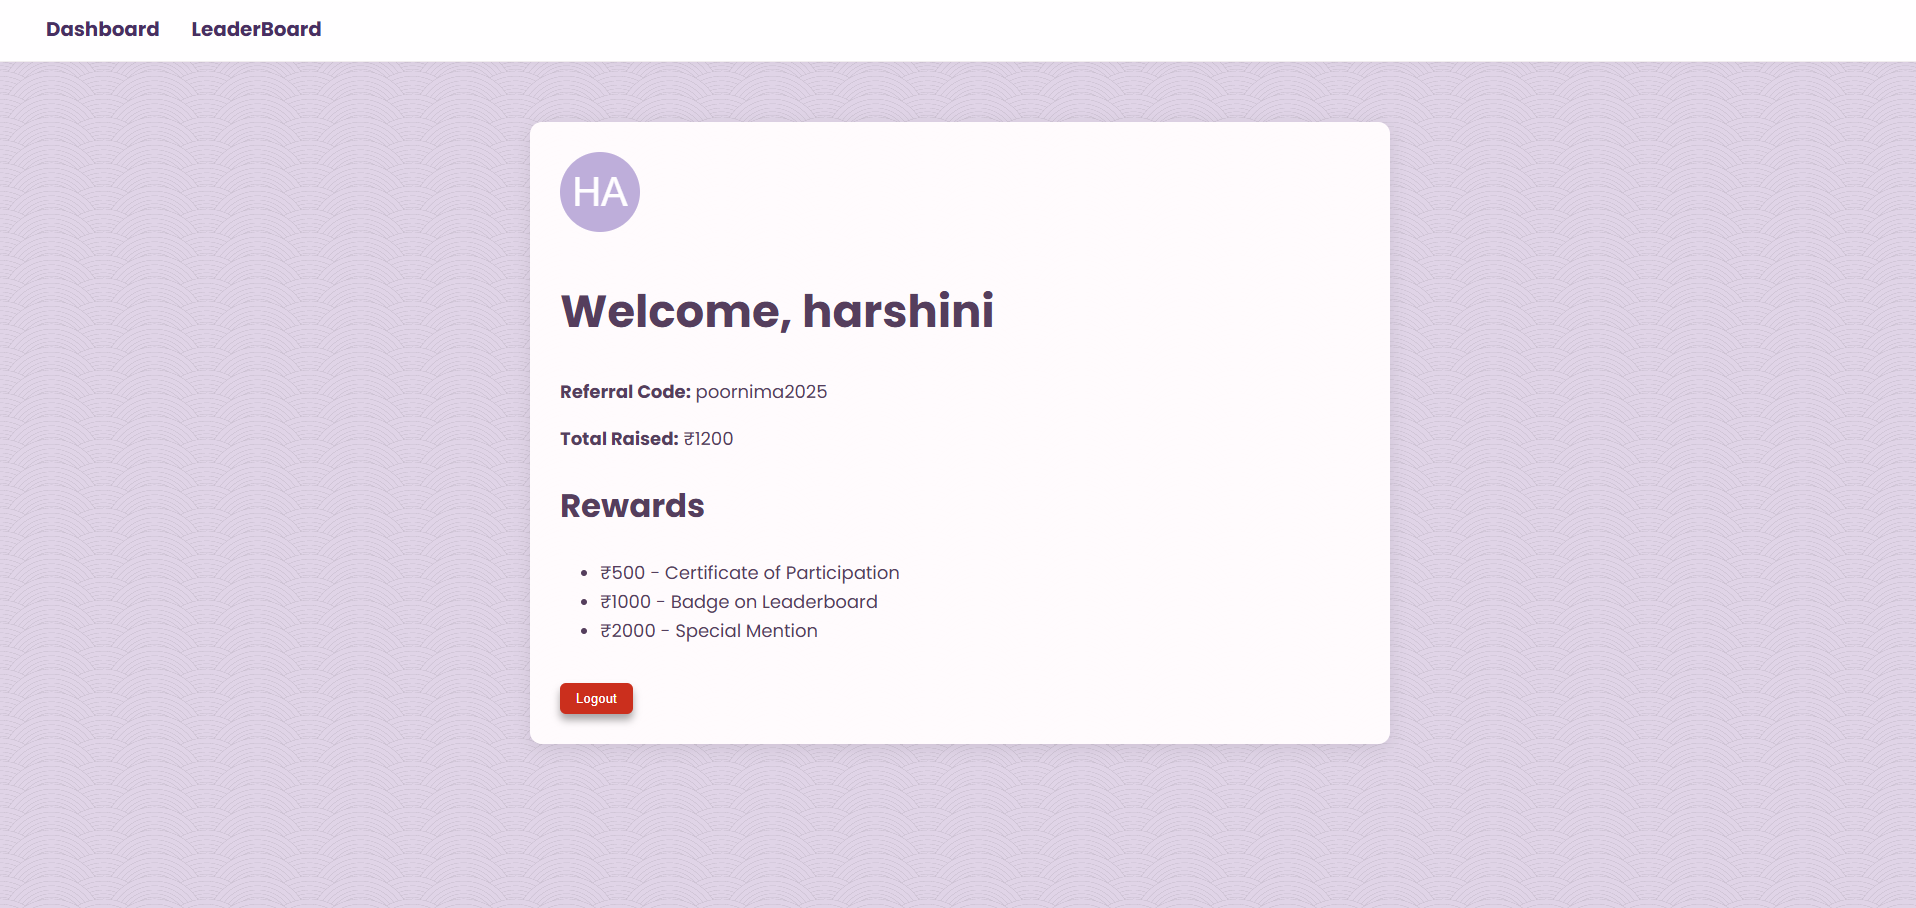 Dashboard LeaderBoard
HA
Welcome, harshini
Referral Code: poornima2025
Total Raised: ₹1200
Rewards
• ₹500 - Certificate of Participation
• ₹1000 - Badge on Leaderboard
• ₹2000 - Special Mention
Logout